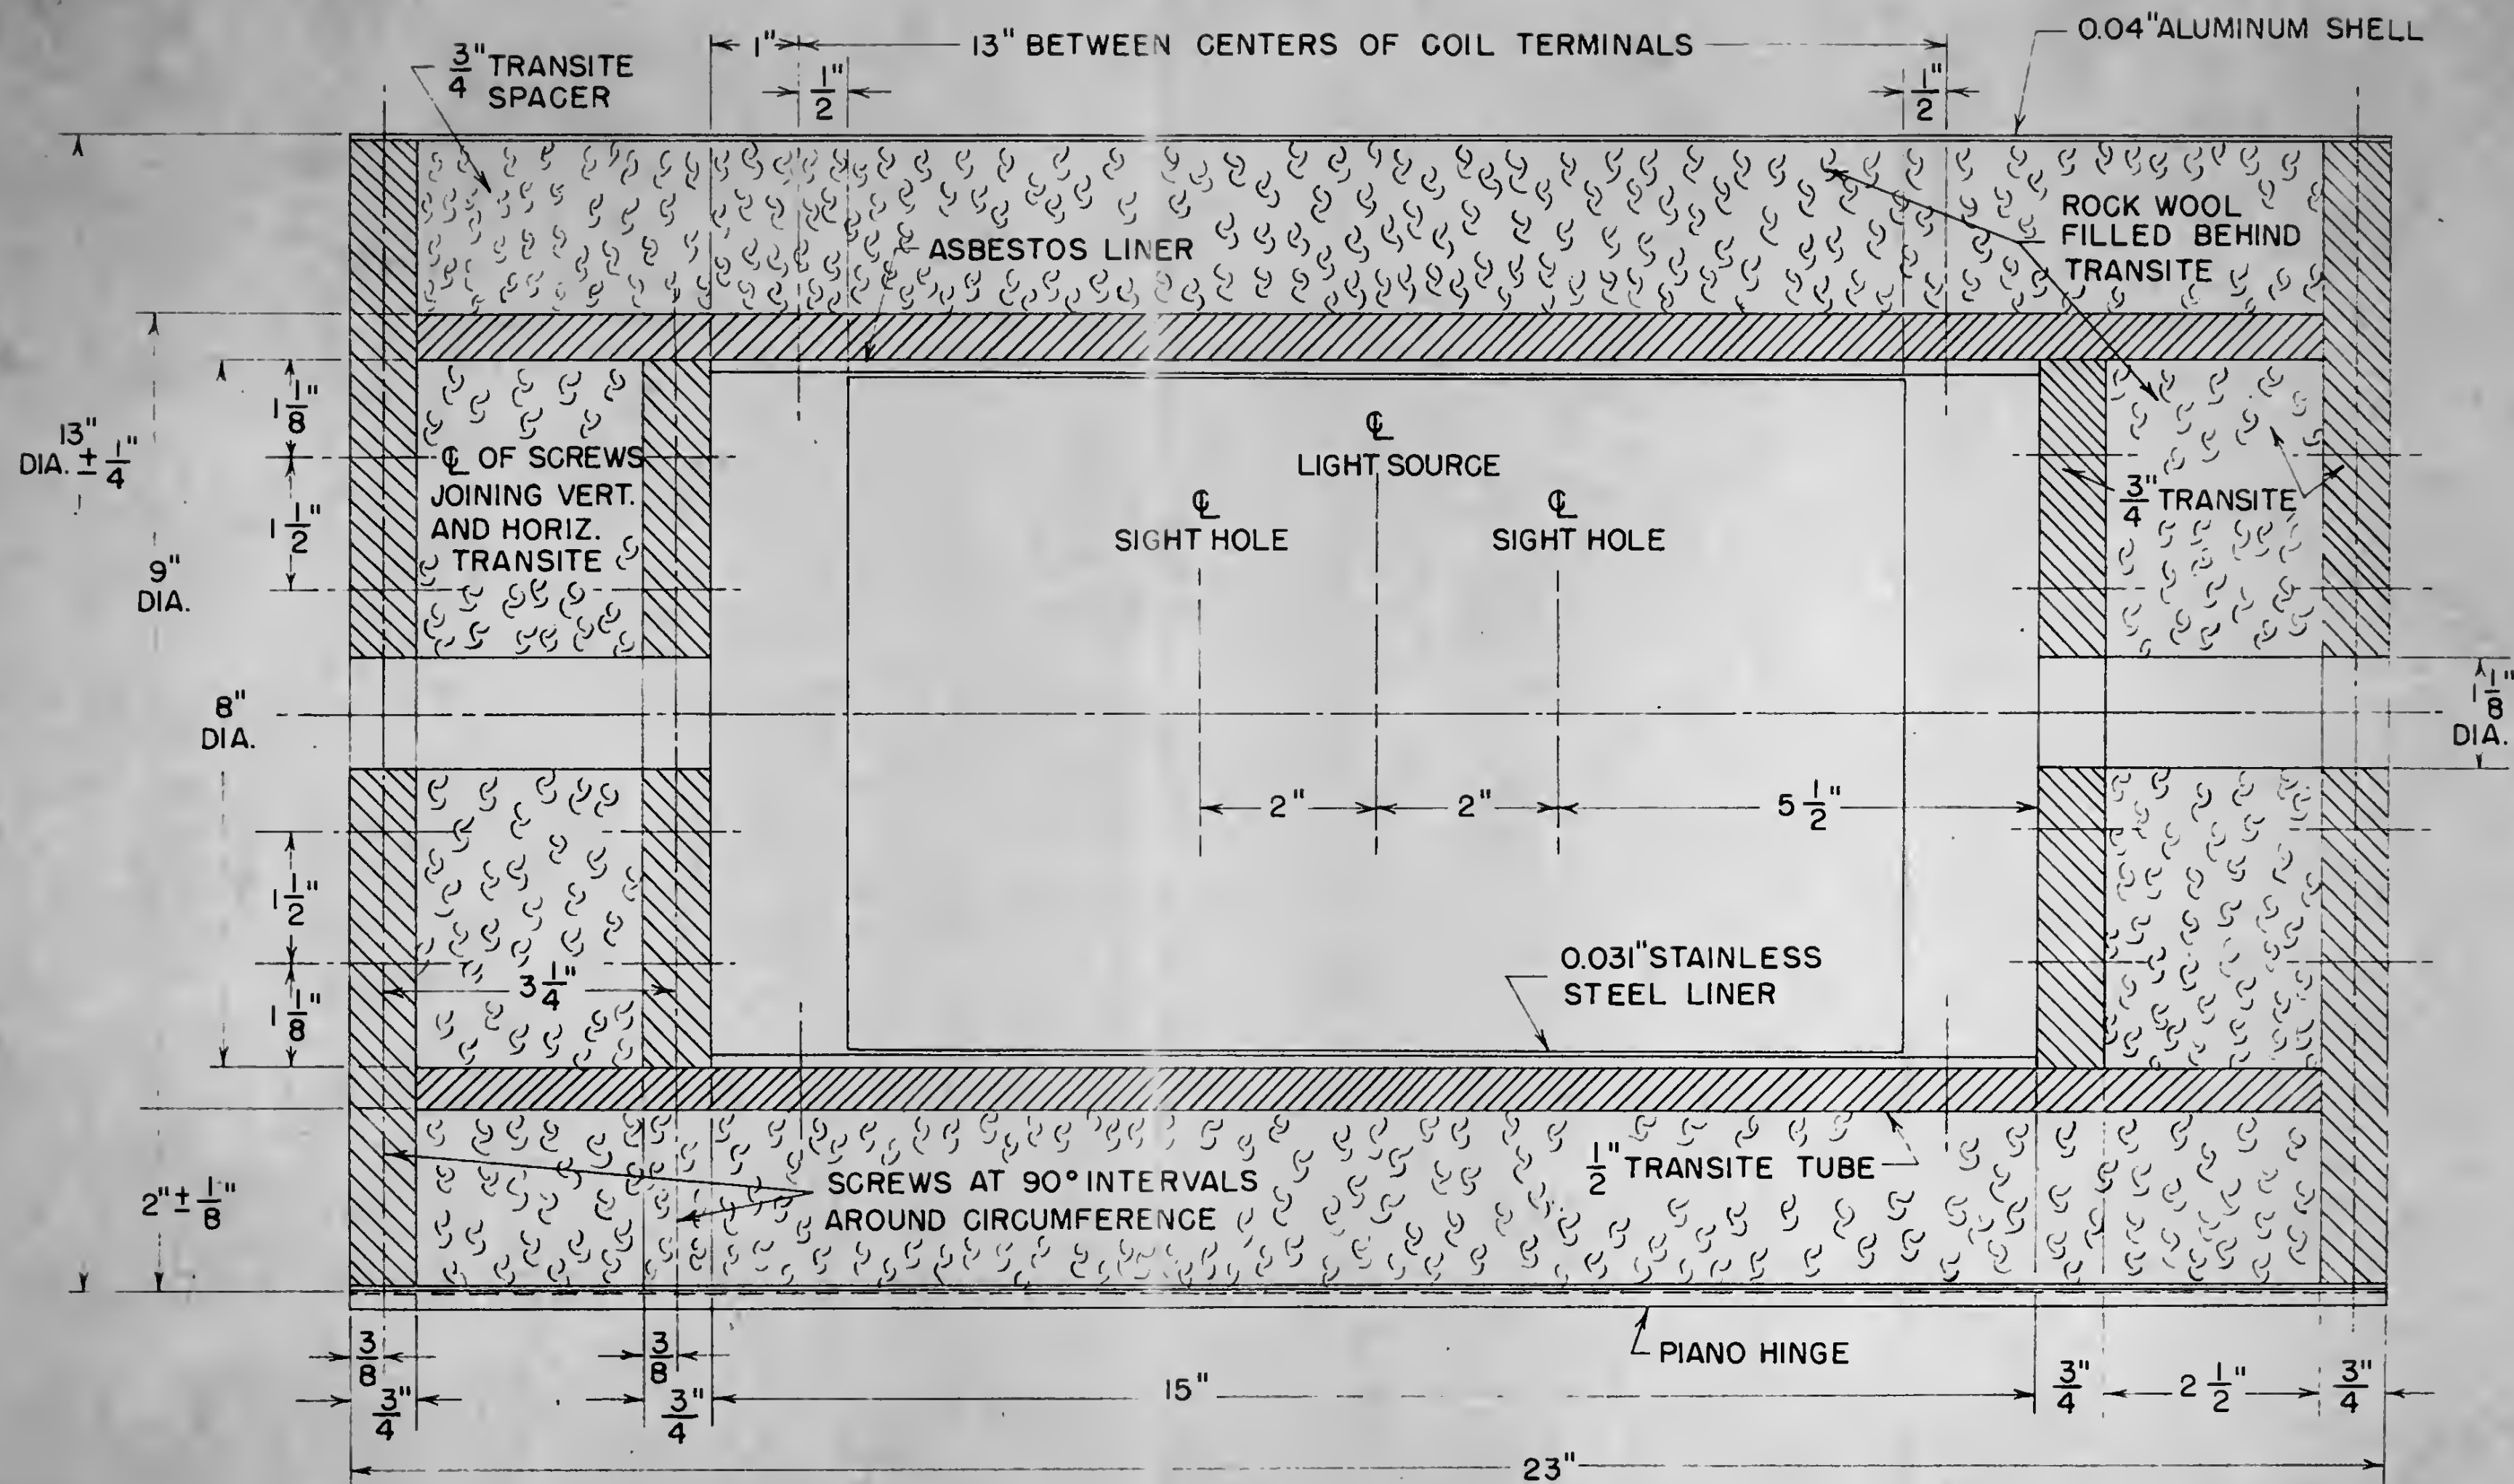 1"
13" BETWEEN CENTERS OF COIL TERMINALS
0.04" ALUMINUM SHELL
3/4" TRANSITE
SPACER
1/2"
1/2"
ROCK WOOL
FILLED BEHIND
TRANSITE
ASBESTOS LINER
1 1/8"
13"
DIA. ± 1/4"
℄ OF SCREWS
JOINING VERT.
AND HORIZ.
TRANSITE
1 1/2"
℄
LIGHT SOURCE
℄
SIGHT HOLE
℄
SIGHT HOLE
3/4" TRANSITE
9"
DIA.
8"
DIA.
1 1/8"
DIA.
2"
2"
5 1/2"
1 1/2"
3 1/4"
1 1/8"
0.031" STAINLESS
STEEL LINER
1/2" TRANSITE TUBE
SCREWS AT 90° INTERVALS
AROUND CIRCUMFERENCE
2" ± 1/8"
PIANO HINGE
3/8
3/8
3/4"
3/4"
15"
3/4"
2 1/2"
3/4"
23"